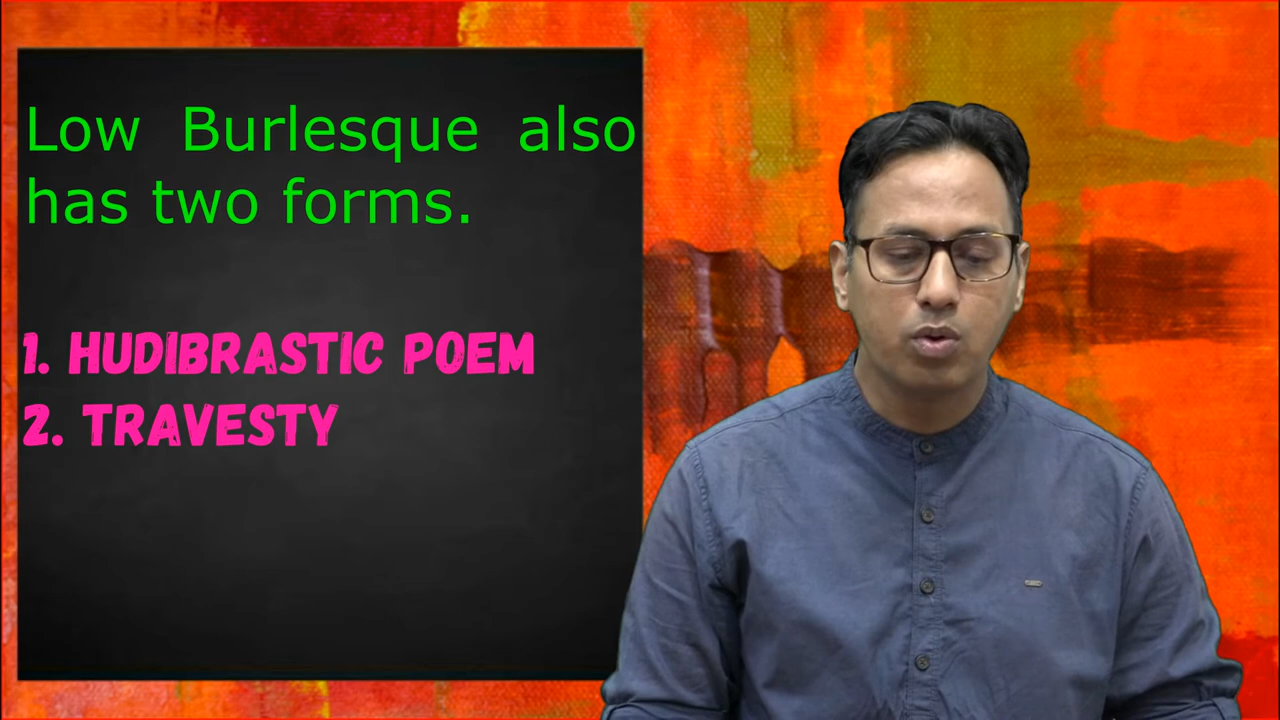 Low Burlesque also
has two forms.
1. HUDIBRASTIC POEM
2. TRAVESTY